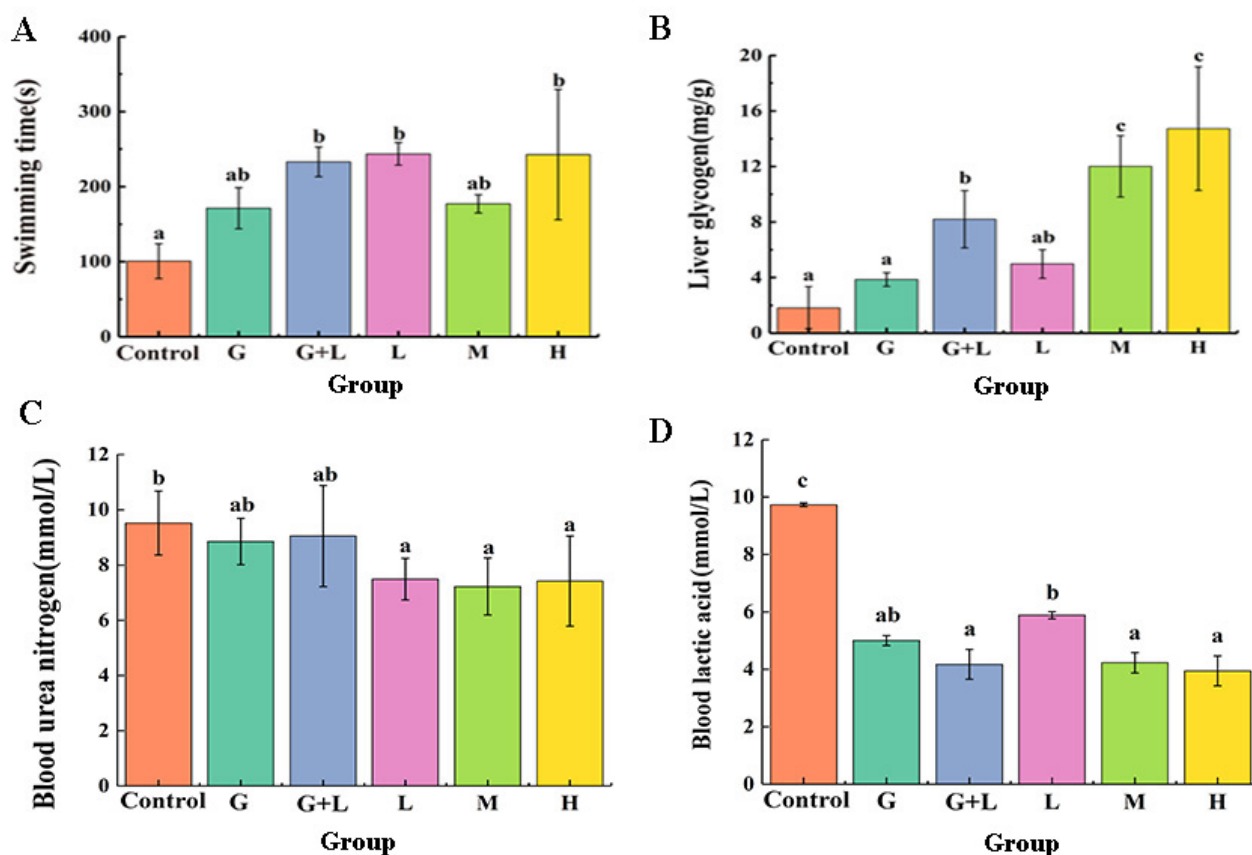 A
Swimming time(s)
400
300
200
100
0
a
ab
b
b
ab
b
Control G G+L L M H
Group
B
Liver glycogen(mg/g)
20
16
12
8
4
0
a
a
b
ab
c
c
Control G G+L L M H
Group
C
Blood urea nitrogen(mmol/L)
12
10
8
6
4
2
0
b
ab
ab
a
a
a
Control G G+L L M H
Group
D
Blood lactic acid(mmol/L)
12
10
8
6
4
2
0
c
ab
a
b
a
a
Control G G+L L M H
Group